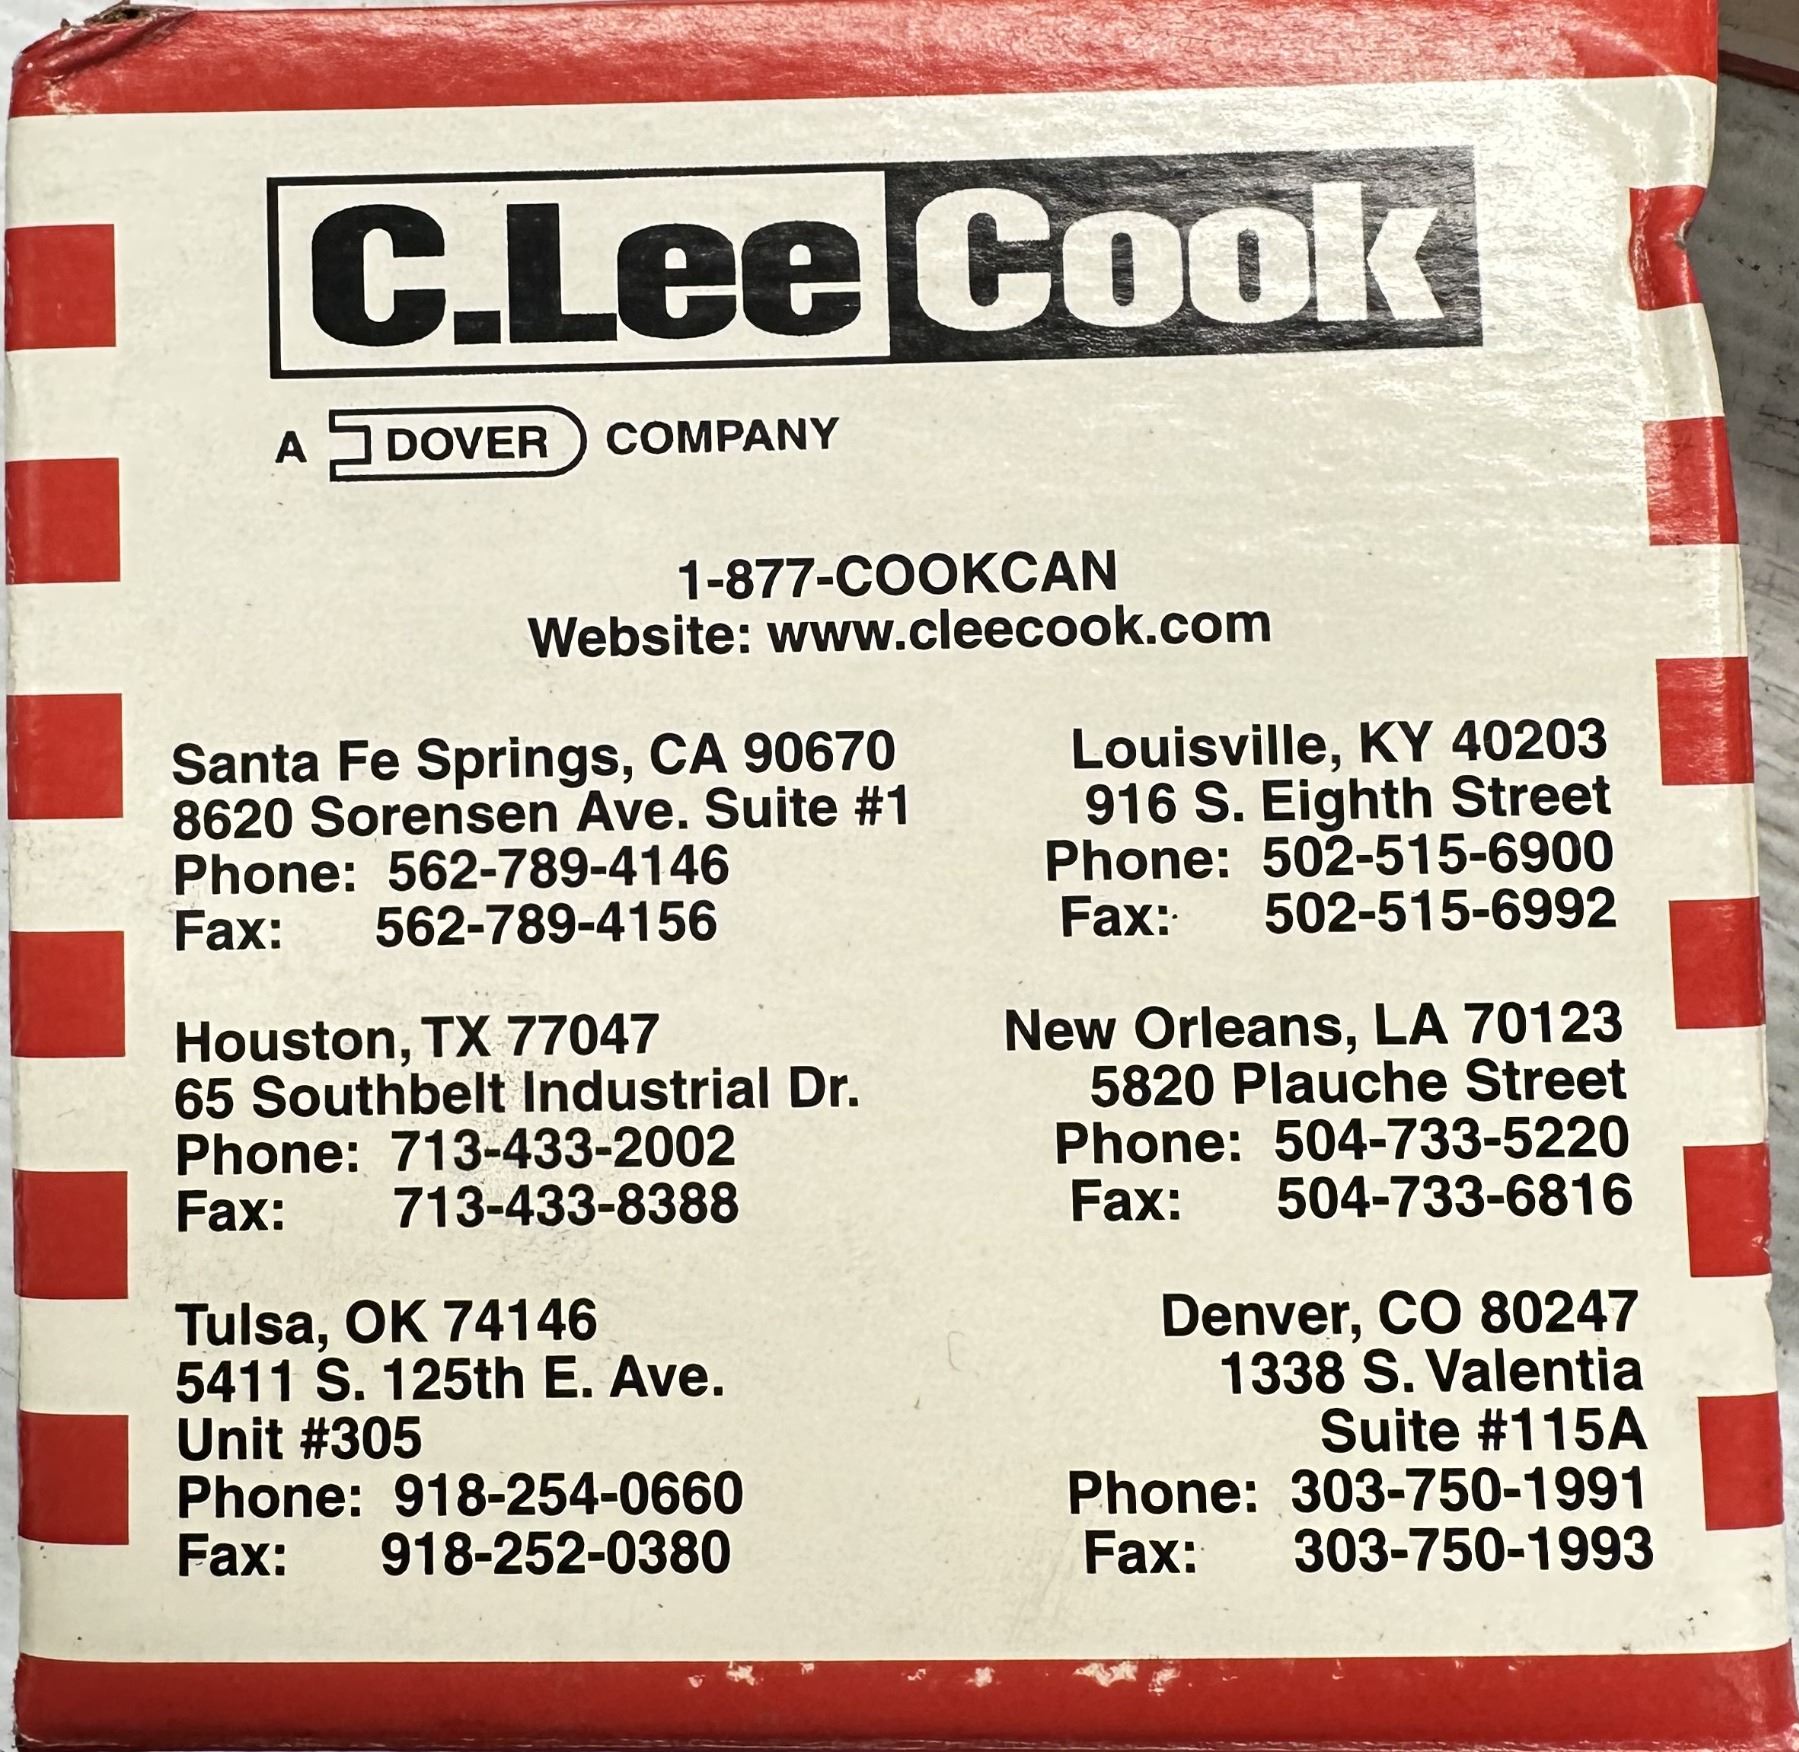 C.Lee Cook
A DOVER COMPANY
1-877-COOKCAN
Website: www.cleecook.com
Santa Fe Springs, CA 90670
8620 Sorensen Ave. Suite #1
Phone: 562-789-4146
Fax: 562-789-4156
Louisville, KY 40203
916 S. Eighth Street
Phone: 502-515-6900
Fax: 502-515-6992
Houston, TX 77047
65 Southbelt Industrial Dr.
Phone: 713-433-2002
Fax: 713-433-8388
New Orleans, LA 70123
5820 Plauche Street
Phone: 504-733-5220
Fax: 504-733-6816
Tulsa, OK 74146
5411 S. 125th E. Ave.
Unit #305
Phone: 918-254-0660
Fax: 918-252-0380
Denver, CO 80247
1338 S. Valentia
Suite #115A
Phone: 303-750-1991
Fax: 303-750-1993